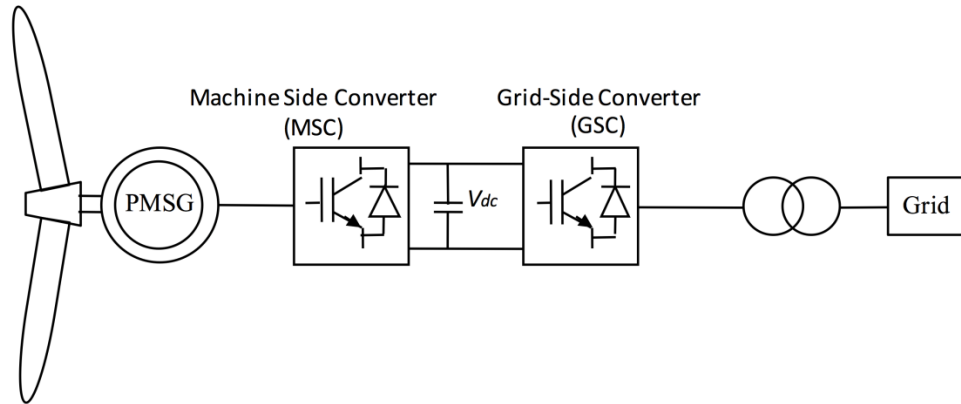 Machine Side Converter
(MSC)
Grid-Side Converter
(GSC)
PMSG
Vdc
Grid